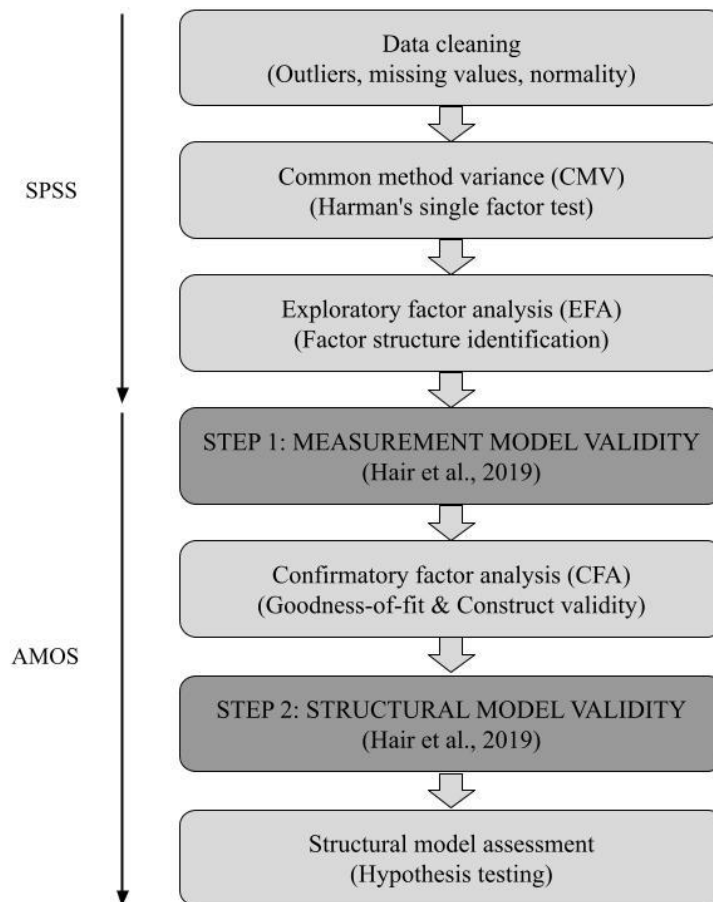 Data cleaning
(Outliers, missing values, normality)
SPSS
Common method variance (CMV)
(Harman's single factor test)
Exploratory factor analysis (EFA)
(Factor structure identification)
STEP 1: MEASUREMENT MODEL VALIDITY
(Hair et al., 2019)
Confirmatory factor analysis (CFA)
(Goodness-of-fit & Construct validity)
AMOS
STEP 2: STRUCTURAL MODEL VALIDITY
(Hair et al., 2019)
Structural model assessment
(Hypothesis testing)